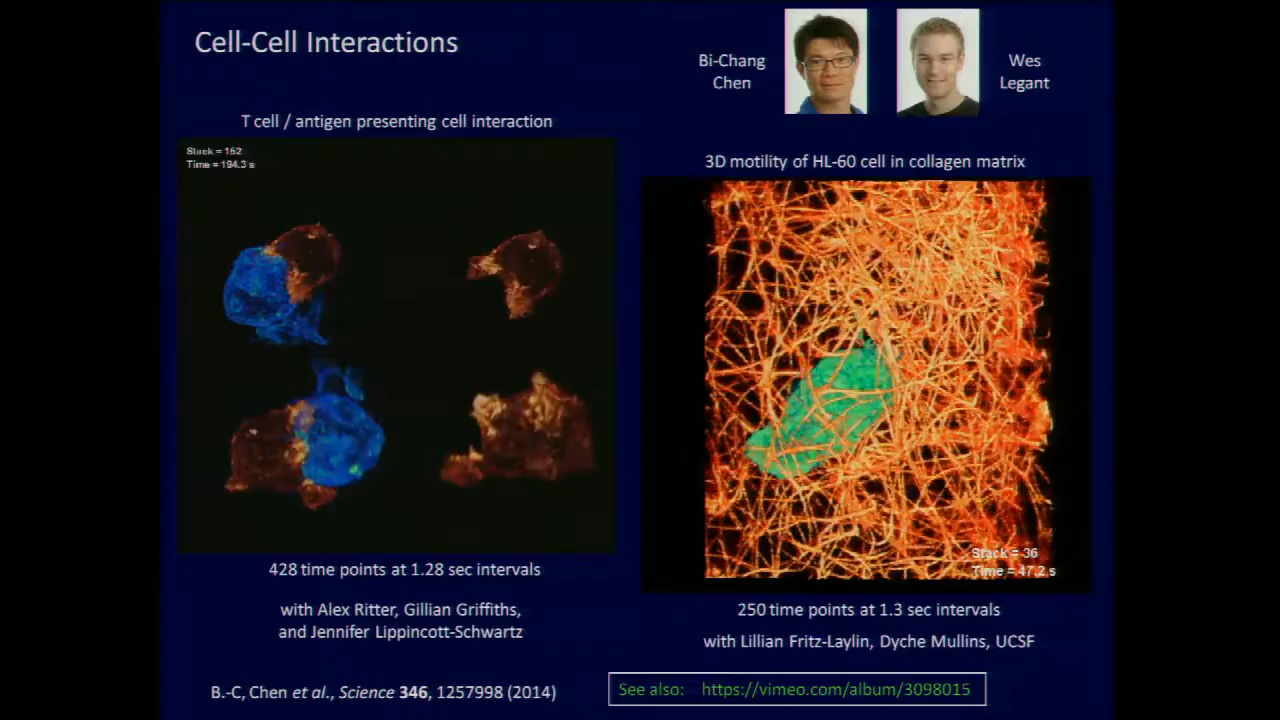 Cell-Cell Interactions
Bi-Chang
Chen
Wes
Legant
T cell / antigen presenting cell interaction
Stack = 152
Time = 194.3 s
3D motility of HL-60 cell in collagen matrix
Stack = 36
Time = 47.2 s
428 time points at 1.28 sec intervals
with Alex Ritter, Gillian Griffiths,
and Jennifer Lippincott-Schwartz
250 time points at 1.3 sec intervals
with Lillian Fritz-Laylin, Dyche Mullins, UCSF
B.-C, Chen et al., Science 346, 1257998 (2014)
See also: https://vimeo.com/album/3098015